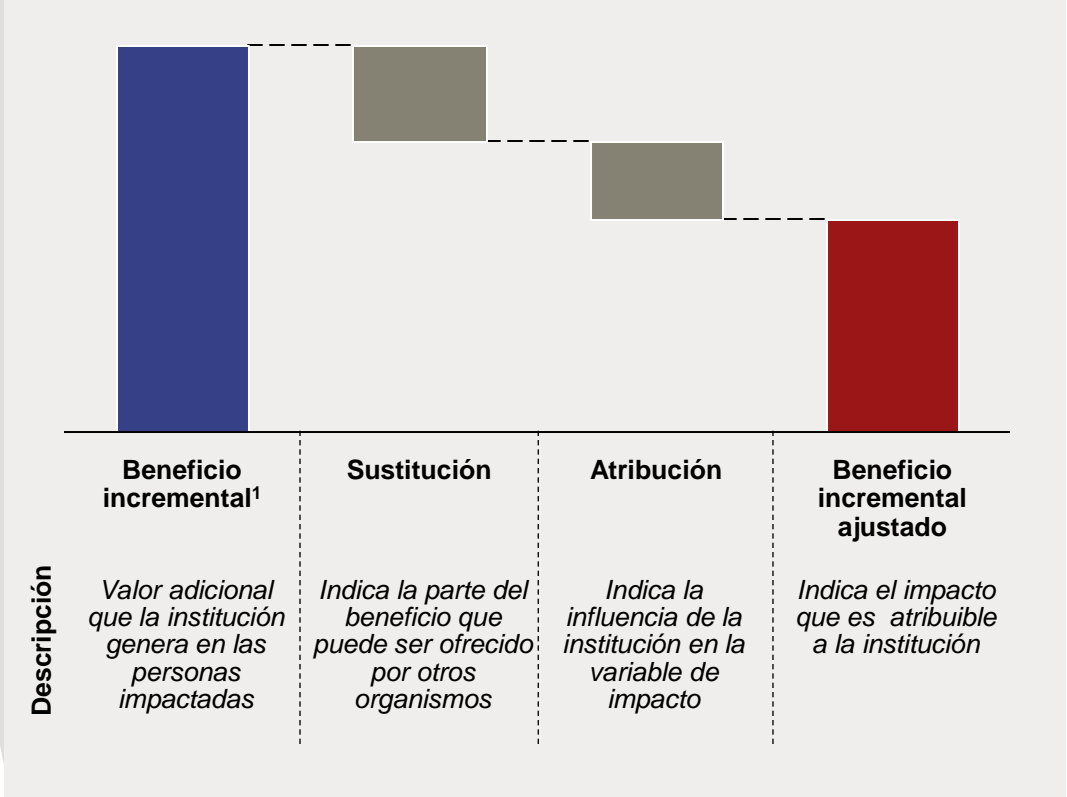 Beneficio
incremental¹
Sustitución
Atribución
Beneficio
incremental
ajustado
Descripción
Valor adicional
que la institución
genera en las
personas
impactadas
Indica la parte del
beneficio que
puede ser ofrecido
por otros
organismos
Indica la
influencia de la
institución en la
variable de
impacto
Indica el impacto
que es  atribuible
a la institución